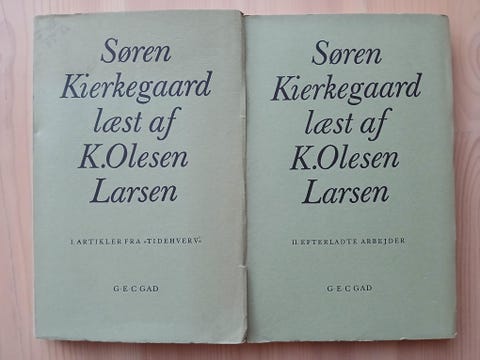 Søren
Kierkegaard
læst af
K.Olesen
Larsen
I. ARTIKLER FRA »TIDEHVERV«
G·E·C GAD
Søren
Kierkegaard
læst af
K.Olesen
Larsen
II. EFTERLADTE ARBEJDER
G·E·C GAD